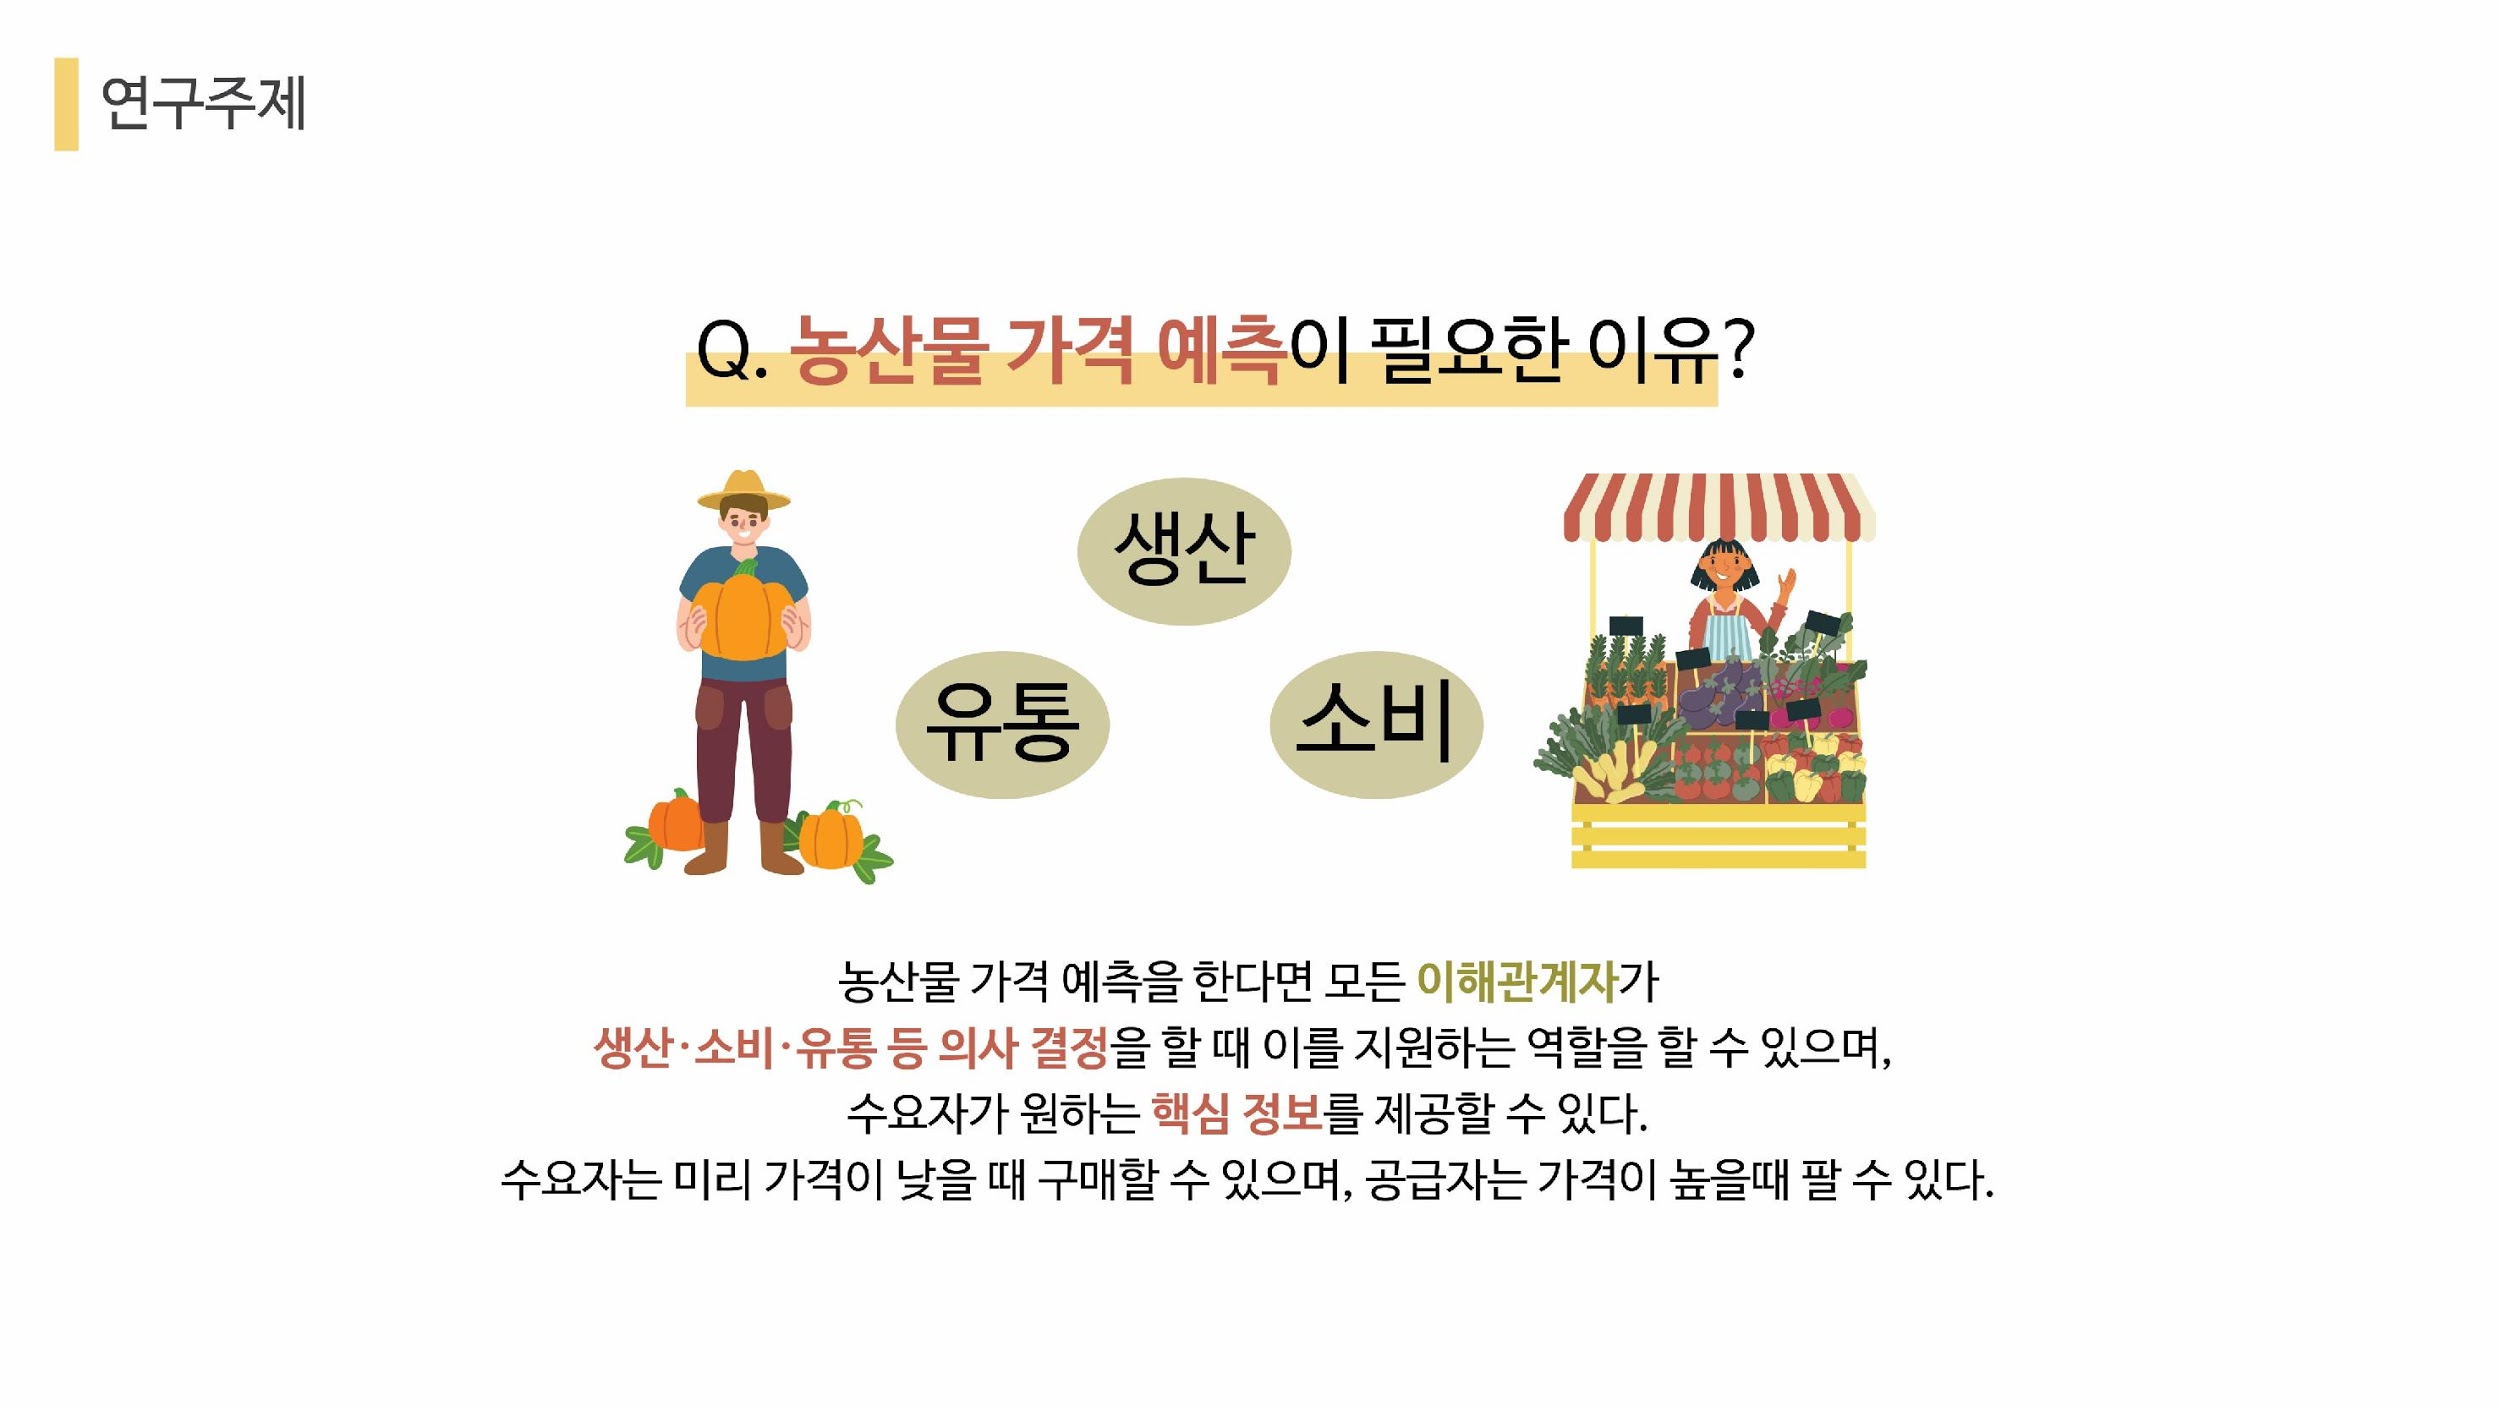 연구주제
Q. 농산물 가격 예측이 필요한 이유?
생산
유통
소비
농산물 가격 예측을 한다면 모든 이해관계자가
생산·소비·유통 등 의사 결정을 할 때 이를 지원하는 역할을 할 수 있으며,
수요자가 원하는 핵심 정보를 제공할 수 있다.
수요자는 미리 가격이 낮을 때 구매할 수 있으며, 공급자는 가격이 높을때 팔 수 있다.